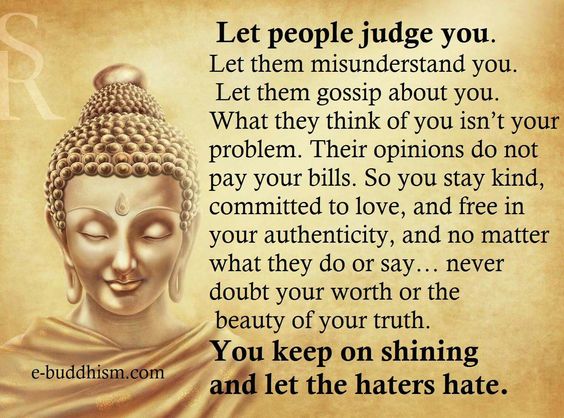 SR
Let people judge you.
Let them misunderstand you.
Let them gossip about you.
What they think of you isn't your
problem. Their opinions do not
pay your bills. So you stay kind,
committed to love, and free in
your authenticity, and no matter
what they do or say... never
doubt your worth or the
beauty of your truth.
You keep on shining
and let the haters hate.
e-buddhism.com